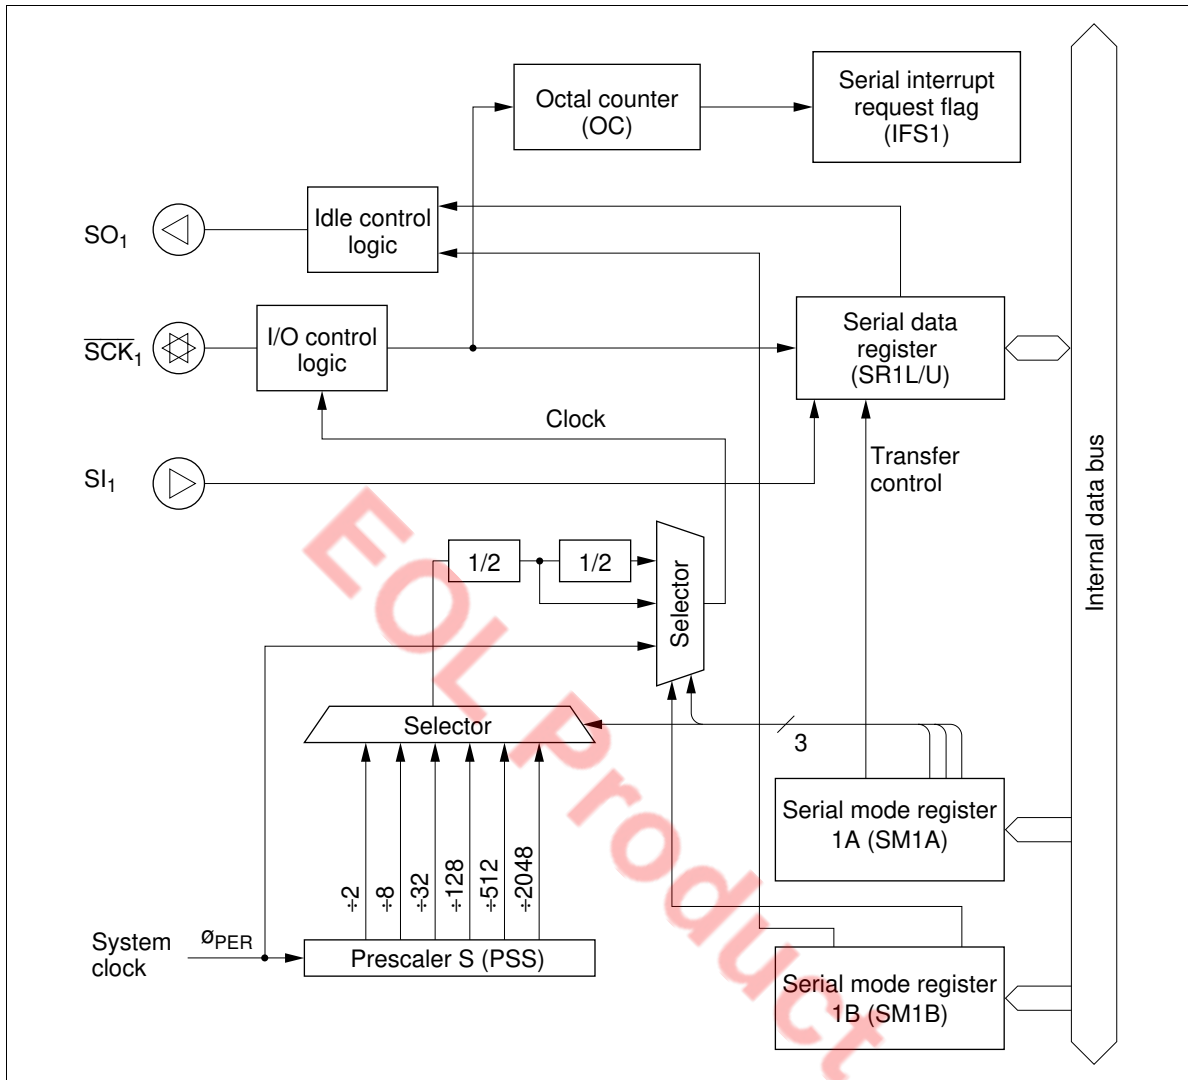 Octal counter
(OC)
Serial interrupt
request flag
(IFS1)
SO1
Idle control
logic
SCK1
I/O control
logic
Serial data
register
(SR1L/U)
Clock
SI1
Transfer
control
Internal data bus
1/2
1/2
Selector
Selector
3
÷2
÷8
÷32
÷128
÷512
÷2048
Serial mode register
1A (SM1A)
System
clock
øPER
Prescaler S (PSS)
Serial mode register
1B (SM1B)
EOL Product